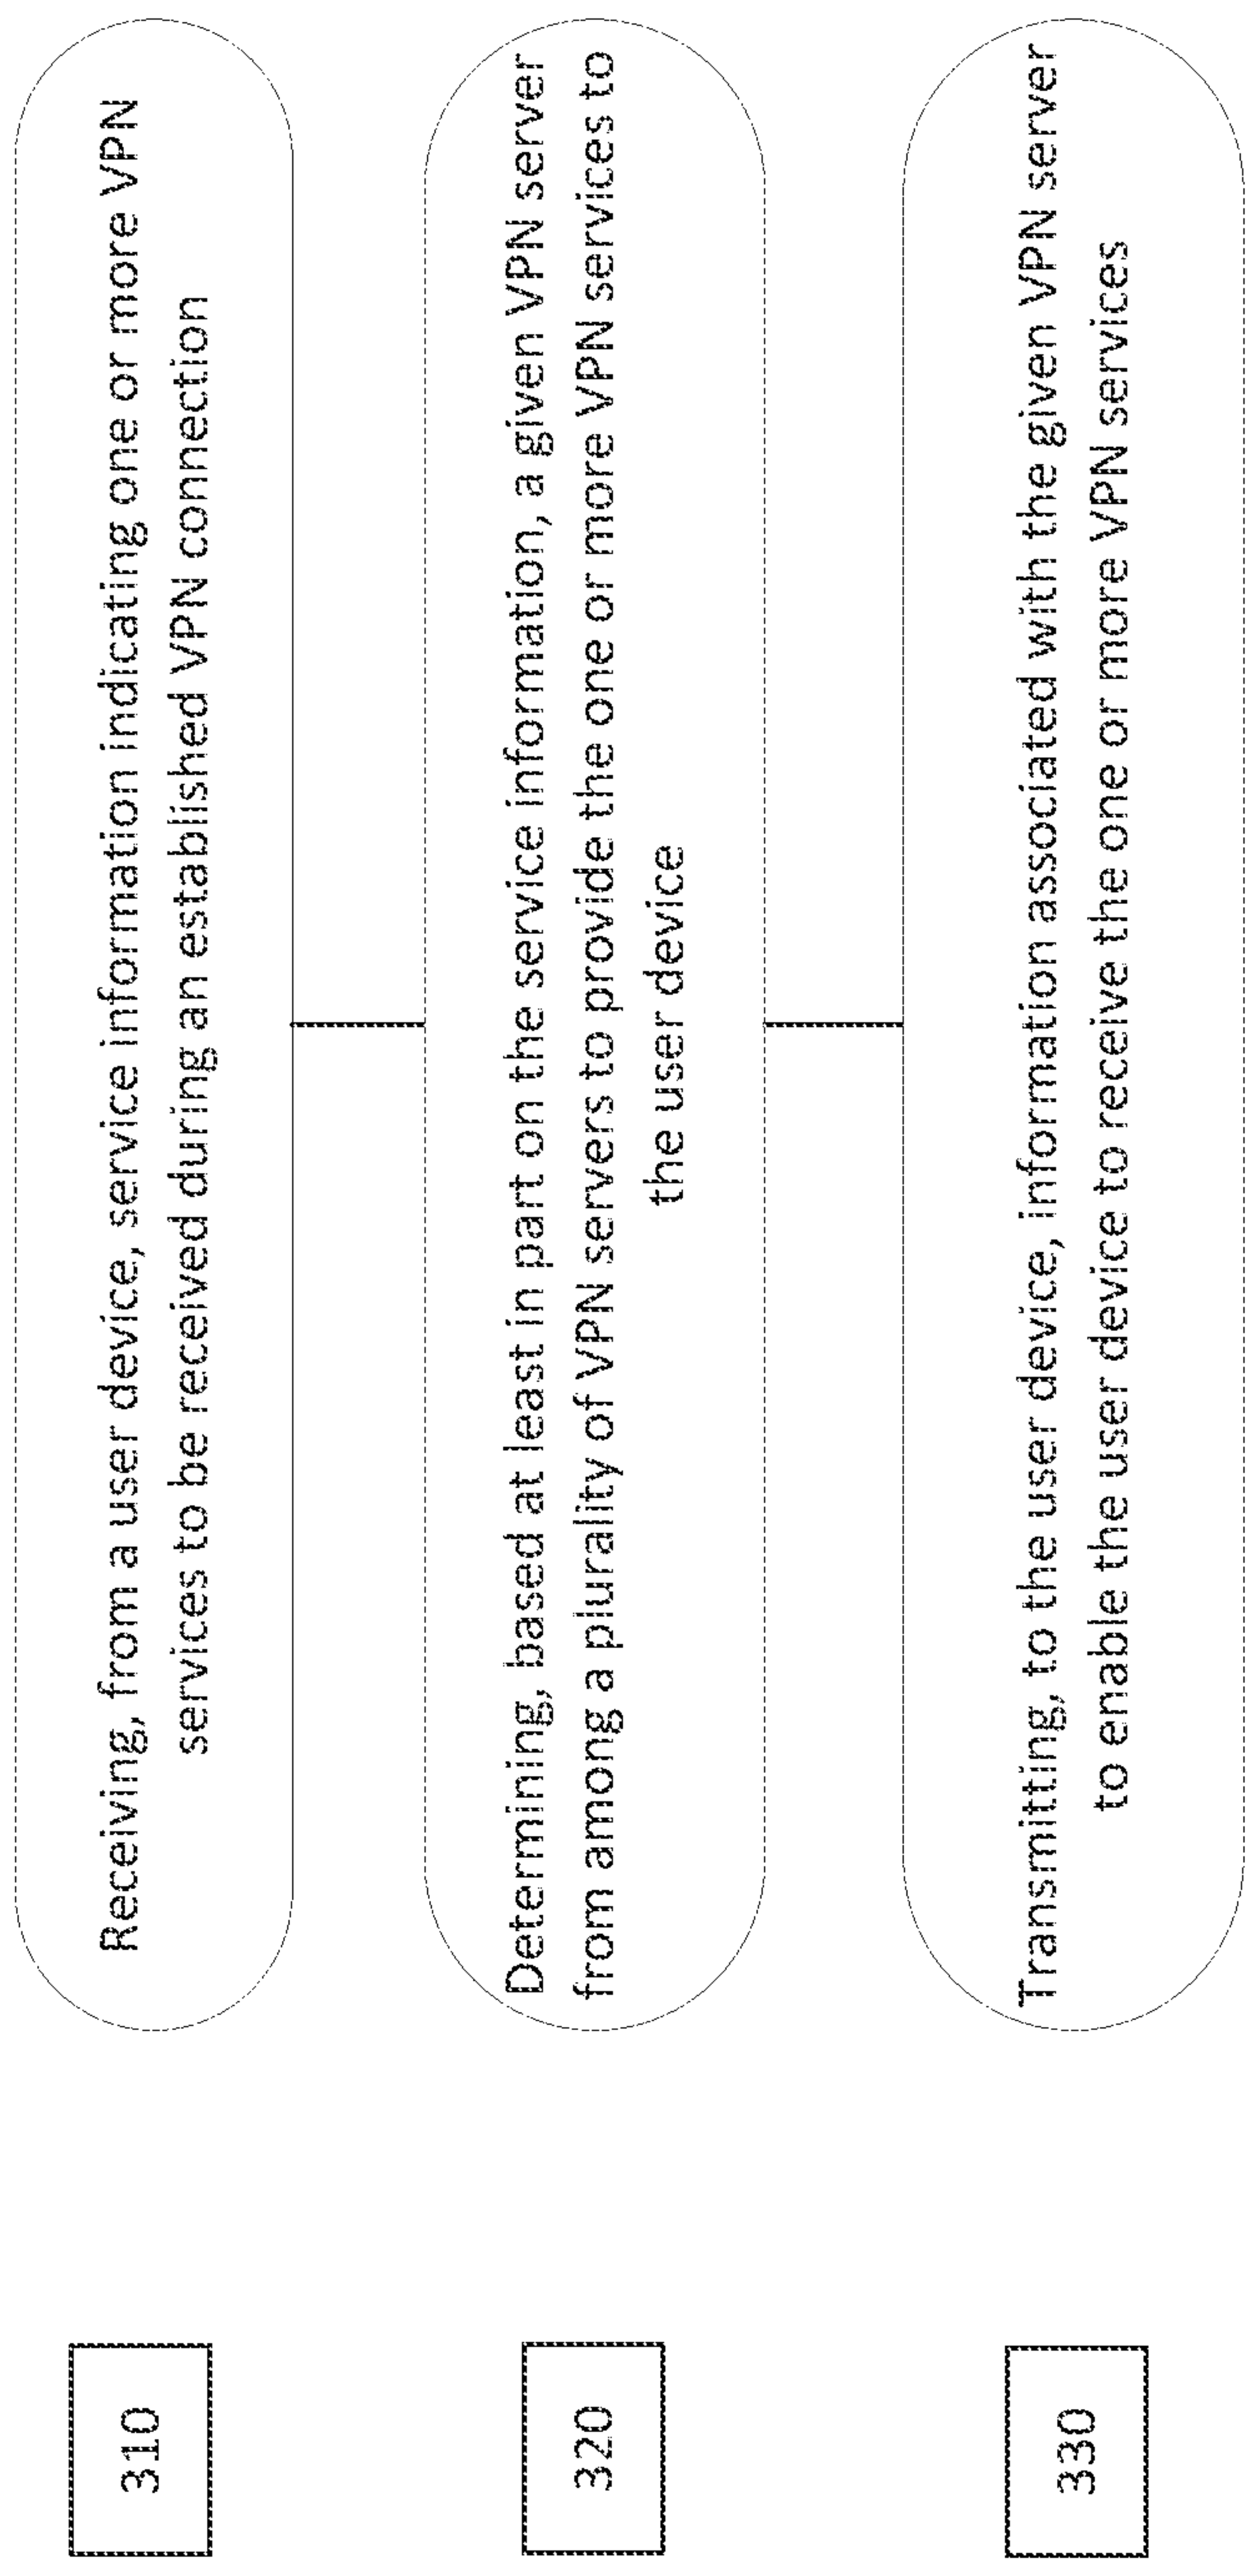 310
Receiving, from a user device, service information indicating one or more VPN
services to be received during an established VPN connection
320
Determining, based at least in part on the service information, a given VPN server
from among a plurality of VPN servers to provide the one or more VPN services to
the user device
330
Transmitting, to the user device, information associated with the given VPN server
to enable the user device to receive the one or more VPN services